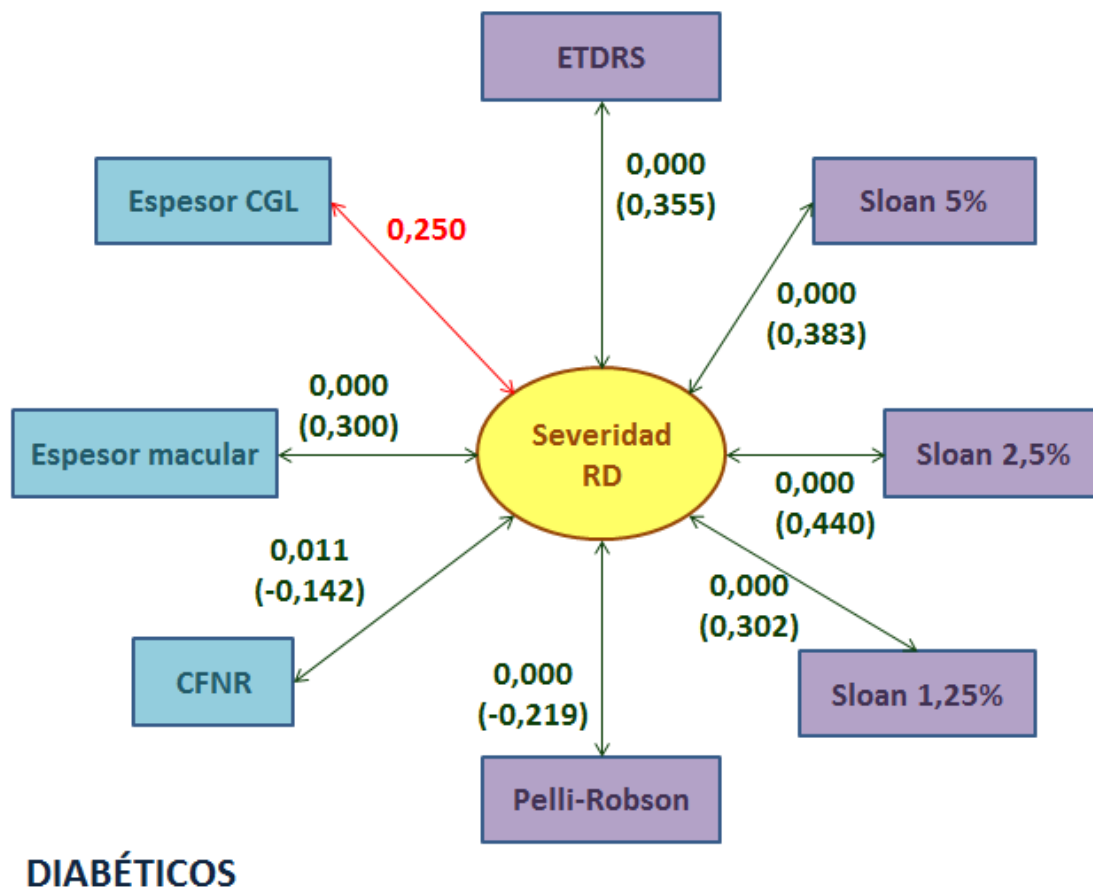 ETDRS
0,000
(0,355)
Espesor CGL
0,250
Sloan 5%
0,000
(0,383)
Espesor macular
0,000
(0,300)
Severidad
RD
Sloan 2,5%
0,000
(0,440)
0,011
(-0,142)
CFNR
0,000
(-0,219)
Pelli-Robson
0,000
(0,302)
Sloan 1,25%
DIABÉTICOS